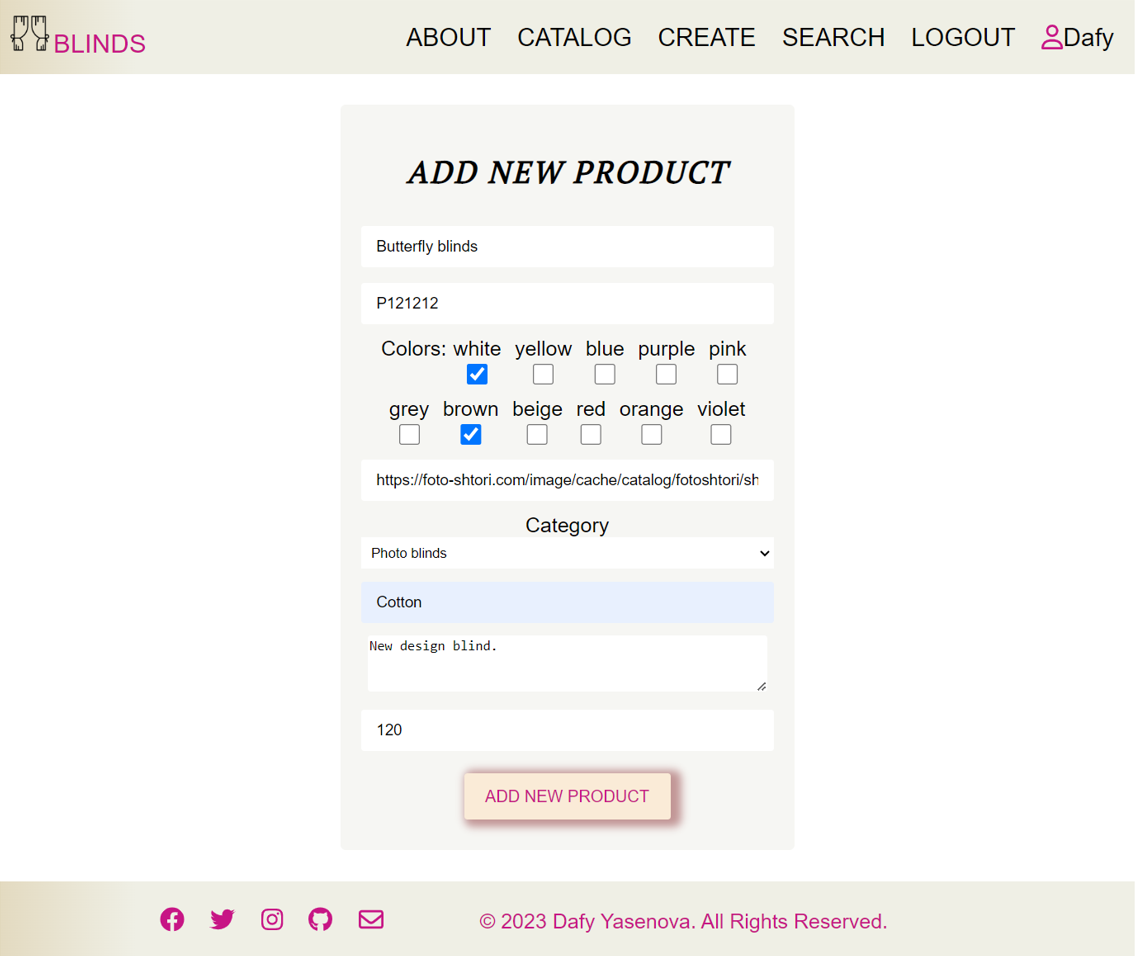 BLINDS
ABOUT CATALOG CREATE SEARCH LOGOUT Dafy
ADD NEW PRODUCT
Butterfly blinds
P121212
Colors: white yellow blue purple pink
grey brown beige red orange violet
https://foto-shtori.com/image/cache/catalog/fotoshtori/sh
Category
Photo blinds
Cotton
New design blind.
120
ADD NEW PRODUCT
© 2023 Dafy Yasenova. All Rights Reserved.